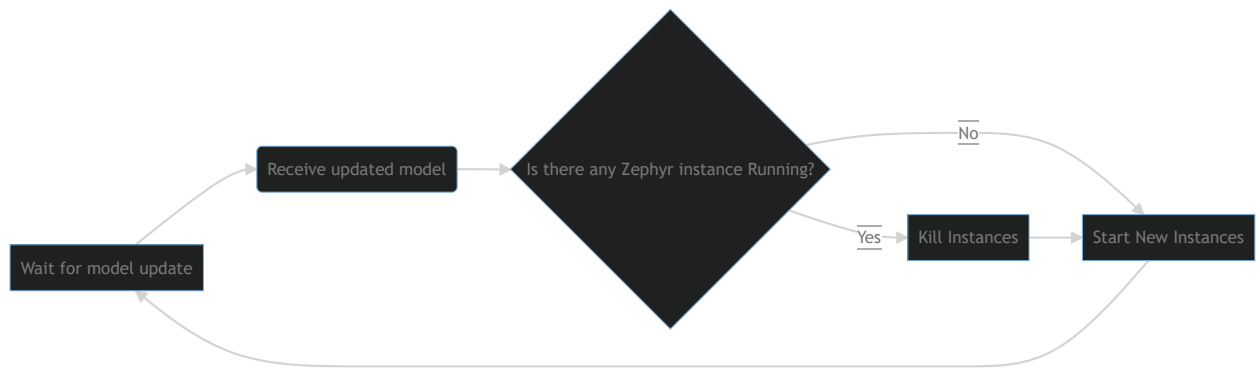 Wait for model update
Receive updated model
Is there any Zephyr instance Running?
No
Yes
Kill Instances
Start New Instances